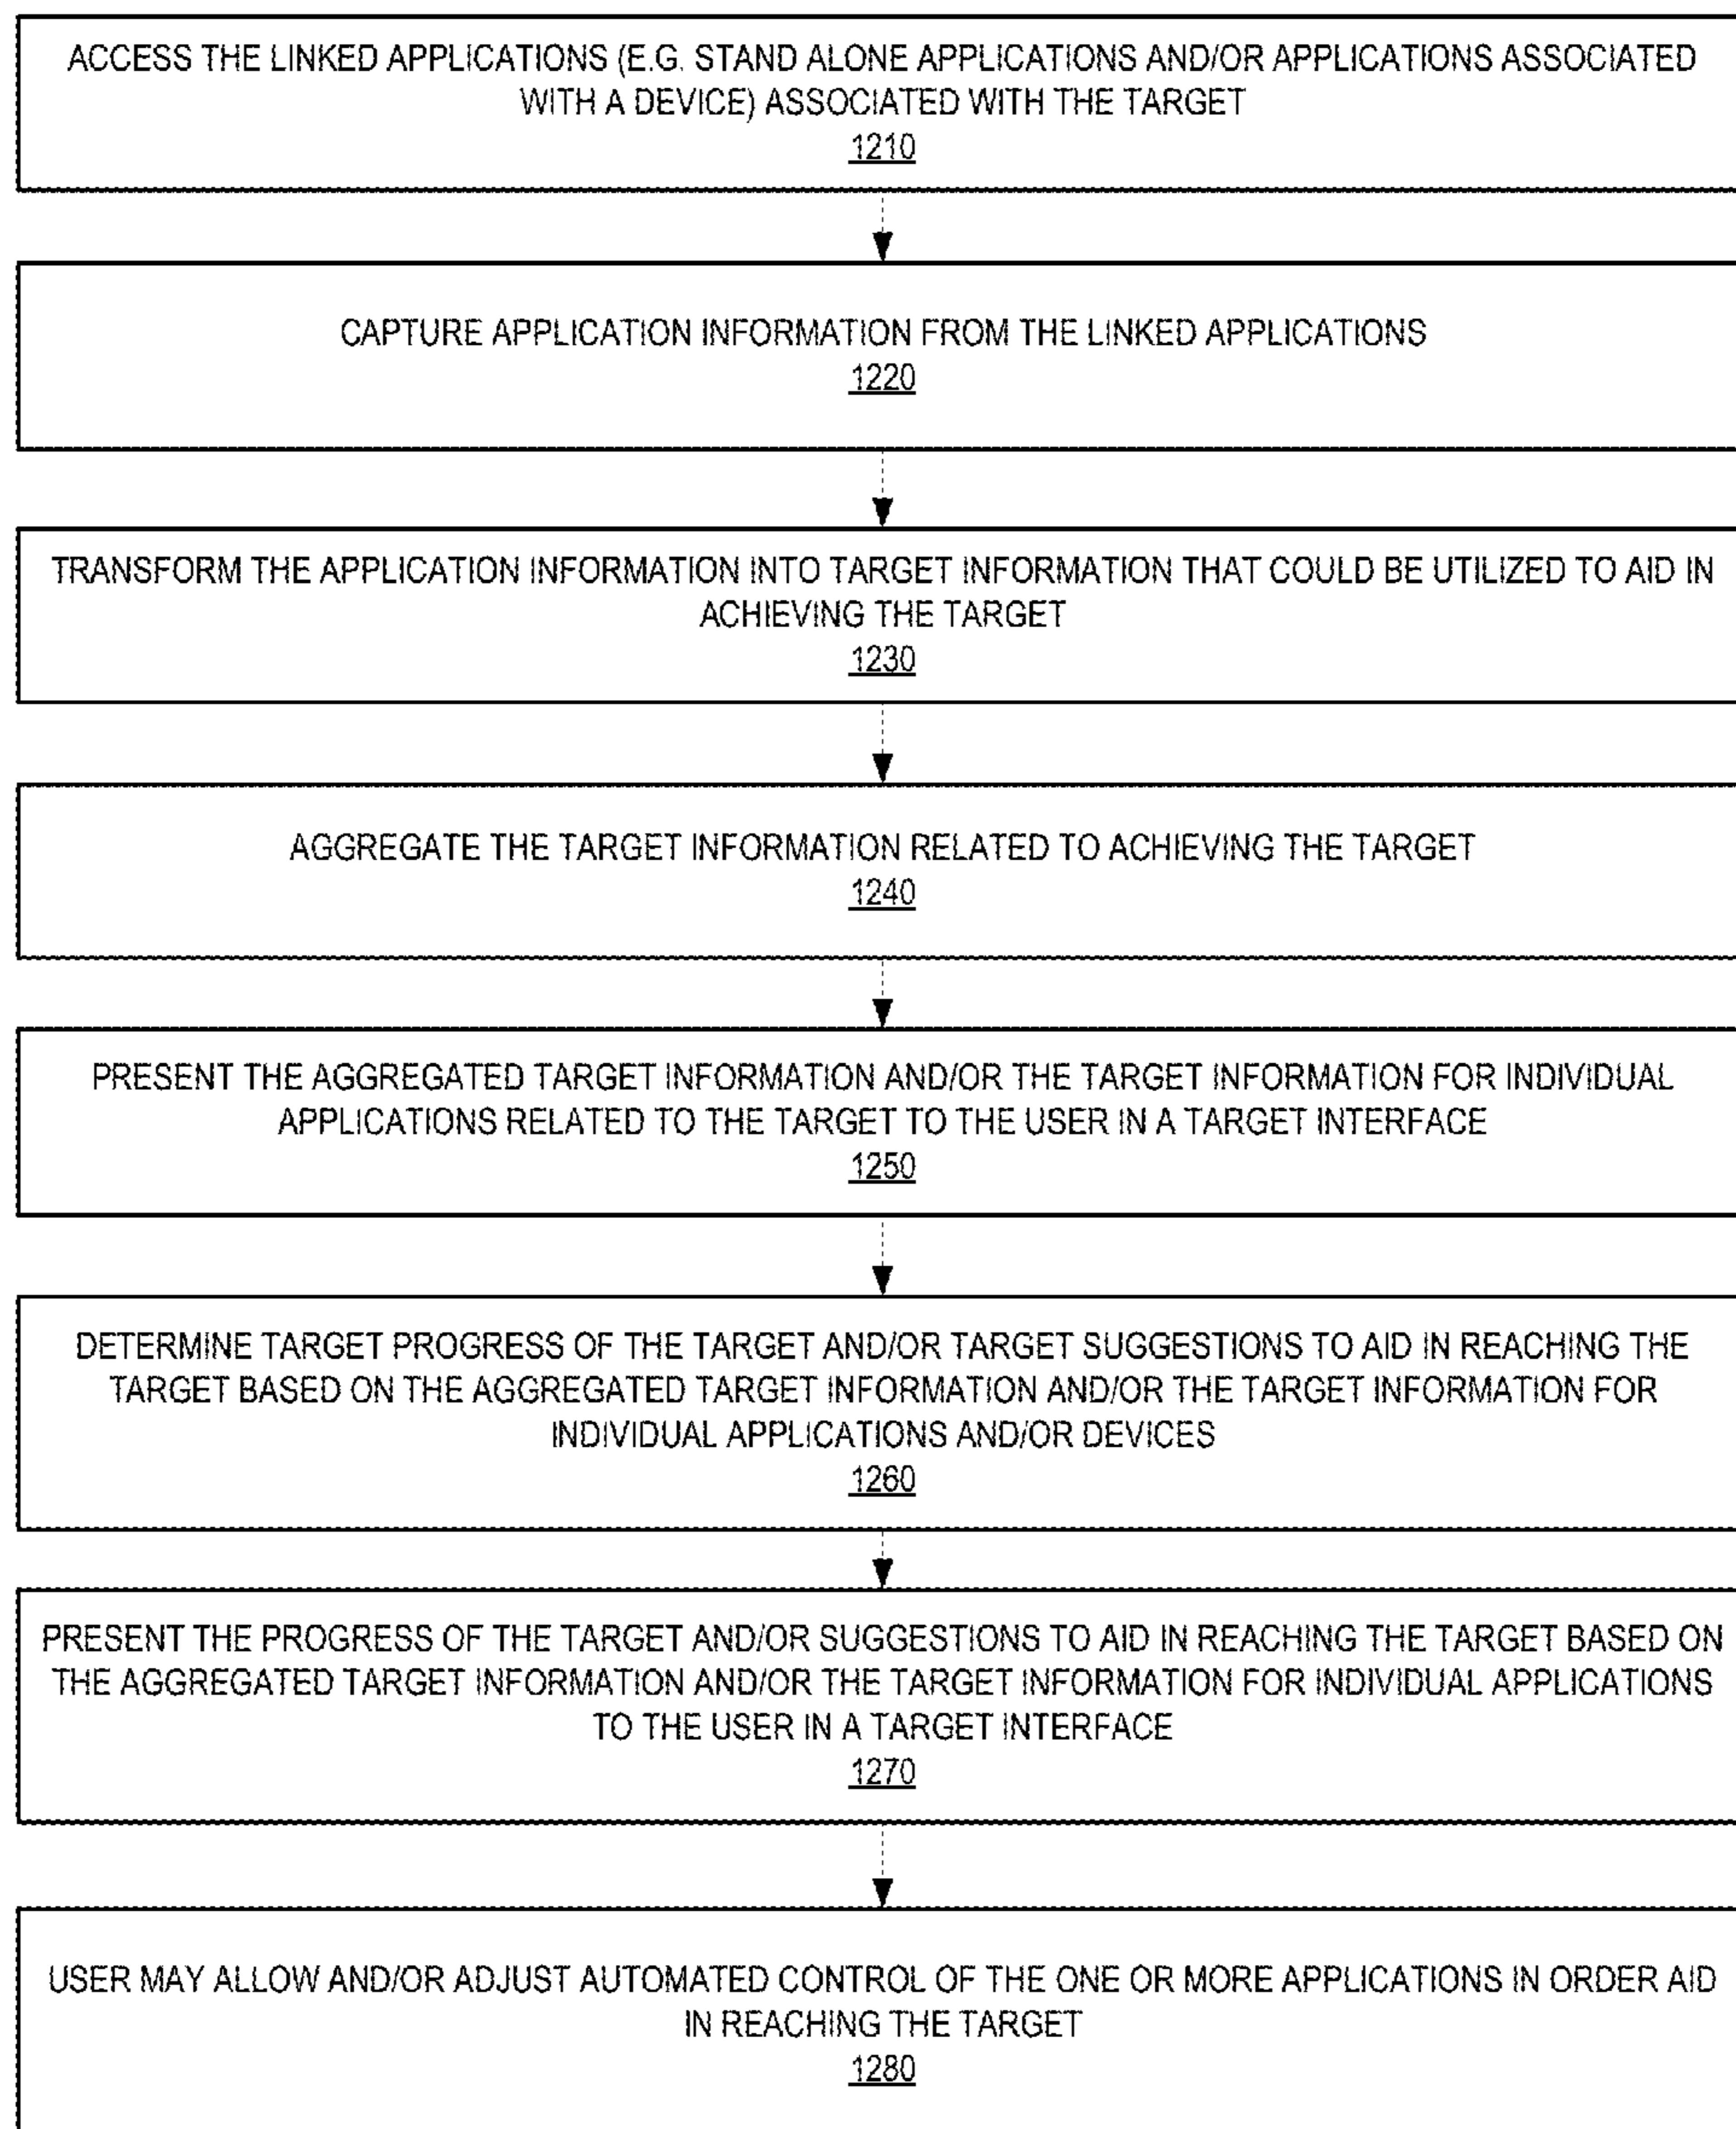 ACCESS THE LINKED APPLICATIONS (E.G. STAND ALONE APPLICATIONS AND/OR APPLICATIONS ASSOCIATED
WITH A DEVICE) ASSOCIATED WITH THE TARGET
1210
CAPTURE APPLICATION INFORMATION FROM THE LINKED APPLICATIONS
1220
TRANSFORM THE APPLICATION INFORMATION INTO TARGET INFORMATION THAT COULD BE UTILIZED TO AID IN
ACHIEVING THE TARGET
1230
AGGREGATE THE TARGET INFORMATION RELATED TO ACHIEVING THE TARGET
1240
PRESENT THE AGGREGATED TARGET INFORMATION AND/OR THE TARGET INFORMATION FOR INDIVIDUAL
APPLICATIONS RELATED TO THE TARGET TO THE USER IN A TARGET INTERFACE
1250
DETERMINE TARGET PROGRESS OF THE TARGET AND/OR TARGET SUGGESTIONS TO AID IN REACHING THE
TARGET BASED ON THE AGGREGATED TARGET INFORMATION AND/OR THE TARGET INFORMATION FOR
INDIVIDUAL APPLICATIONS AND/OR DEVICES
1260
PRESENT THE PROGRESS OF THE TARGET AND/OR SUGGESTIONS TO AID IN REACHING THE TARGET BASED ON
THE AGGREGATED TARGET INFORMATION AND/OR THE TARGET INFORMATION FOR INDIVIDUAL APPLICATIONS
TO THE USER IN A TARGET INTERFACE
1270
USER MAY ALLOW AND/OR ADJUST AUTOMATED CONTROL OF THE ONE OR MORE APPLICATIONS IN ORDER AID
IN REACHING THE TARGET
1280